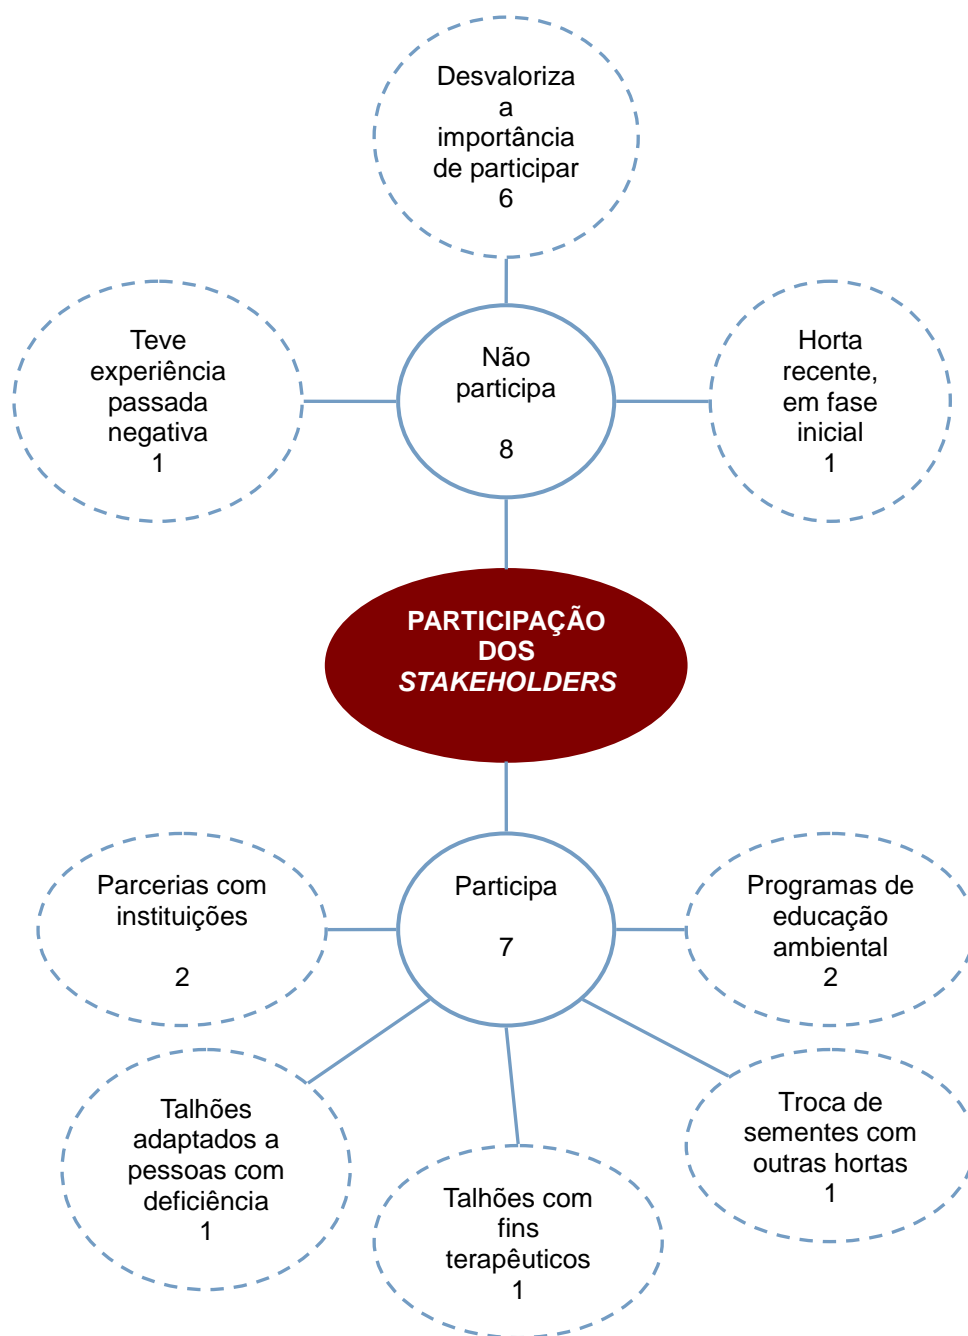 Desvaloriza
a
importância
de participar
6
Teve
experiência
passada
negativa
1
Não
participa
8
Horta
recente,
em fase
inicial
1
PARTICIPAÇÃO
DOS
STAKEHOLDERS
Parcerias com
instituições
2
Participa
7
Programas de
educação
ambiental
2
Talhões
adaptados a
pessoas com
deficiência
1
Talhões com
fins
terapêuticos
1
Troca de
sementes com
outras hortas
1